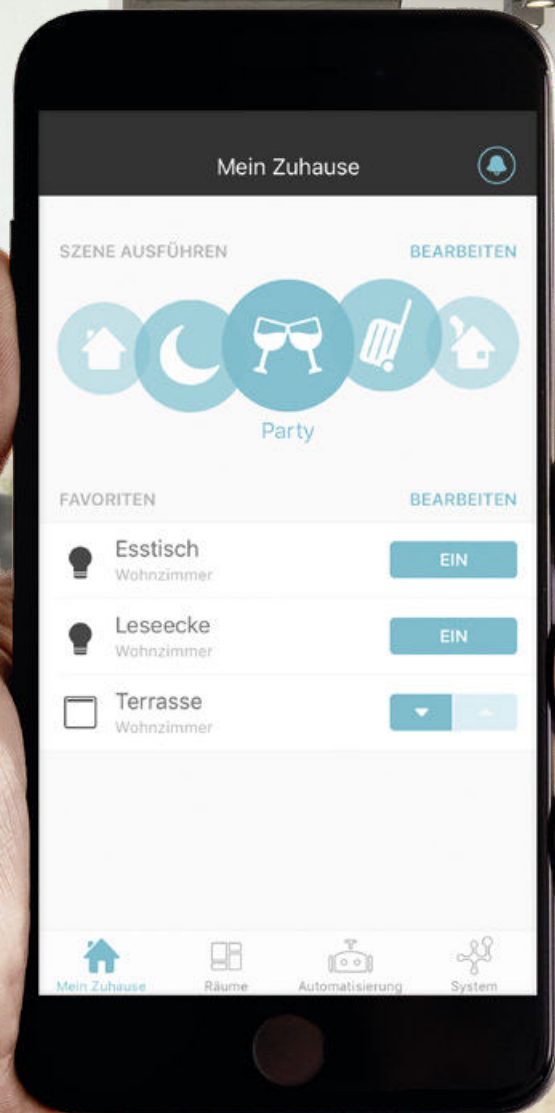 Mein Zuhause
SZENE AUSFÜHREN BEARBEITEN
Party
FAVORITEN BEARBEITEN
Esstisch
Wohnzimmer
EIN
Leseecke
Wohnzimmer
EIN
Terrasse
Wohnzimmer
Mein Zuhause Räume Automatisierung System